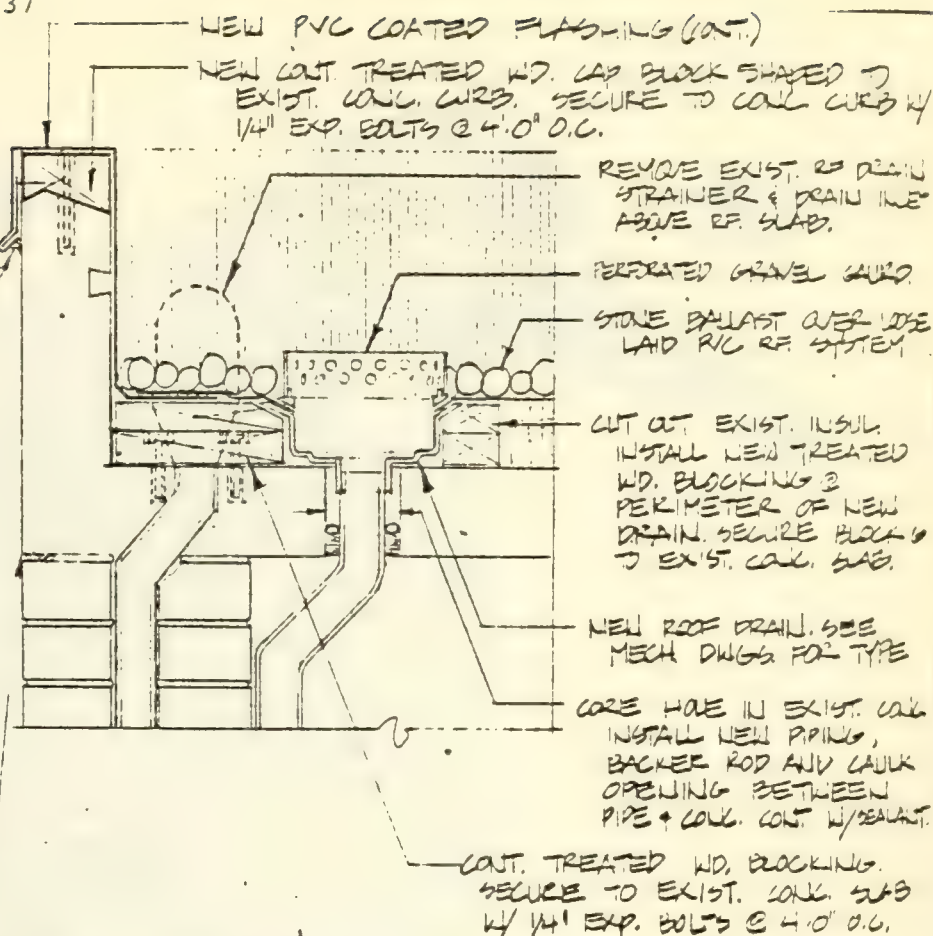 37
NEW PVC COATED FLASHING (CONT.)
NEW CONT. TREATED WD. CAP BLOCK SHAPED TO
EXIST. CONC. CURB. SECURE TO CONC CURB W/
1/4" EXP. BOLTS @ 4'.0" O.C.
REMOVE EXIST. RF DRAIN
STRAINER & DRAIN LINE
ABOVE RF. SLAB.
PERFORATED GRAVEL GAURD.
STONE BALLAST OVER LOOSE
LAID PVC RF. SYSTEM
CUT OUT EXIST. INSUL.
INSTALL NEW TREATED
WD. BLOCKING @
PERIMETER OF NEW
DRAIN. SECURE BLOCK'G
TO EXIST. CONC. SLAB.
NEW ROOF DRAIN. SEE
MECH DWGS. FOR TYPE
CORE HOLE IN EXIST. CONC
INSTALL NEW PIPING,
BACKER ROD AND CAULK
OPENING BETWEEN
PIPE & CONC. CONT W/SEALANT.
CONT. TREATED WD. BLOCKING.
SECURE TO EXIST. CONC. SLAB
W/ 1/4" EXP. BOLTS @ 4'.0" O.C.